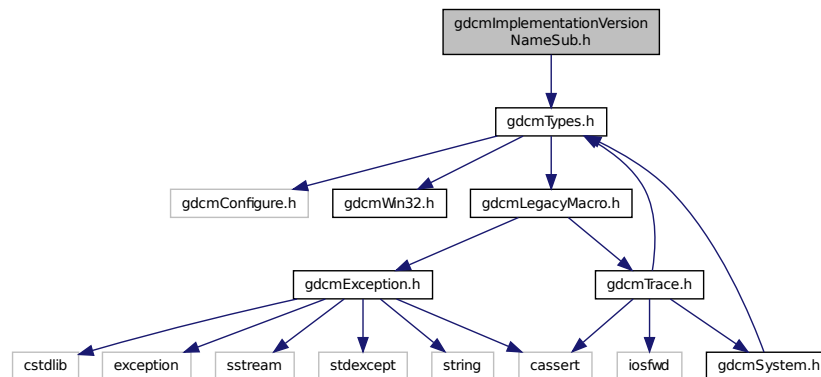 gdcmImplementationVersion
NameSub.h
gdcmTypes.h
gdcmConfigure.h
gdcmWin32.h
gdcmLegacyMacro.h
gdcmException.h
gdcmTrace.h
cstdlib
exception
sstream
stdexcept
string
cassert
iosfwd
gdcmSystem.h